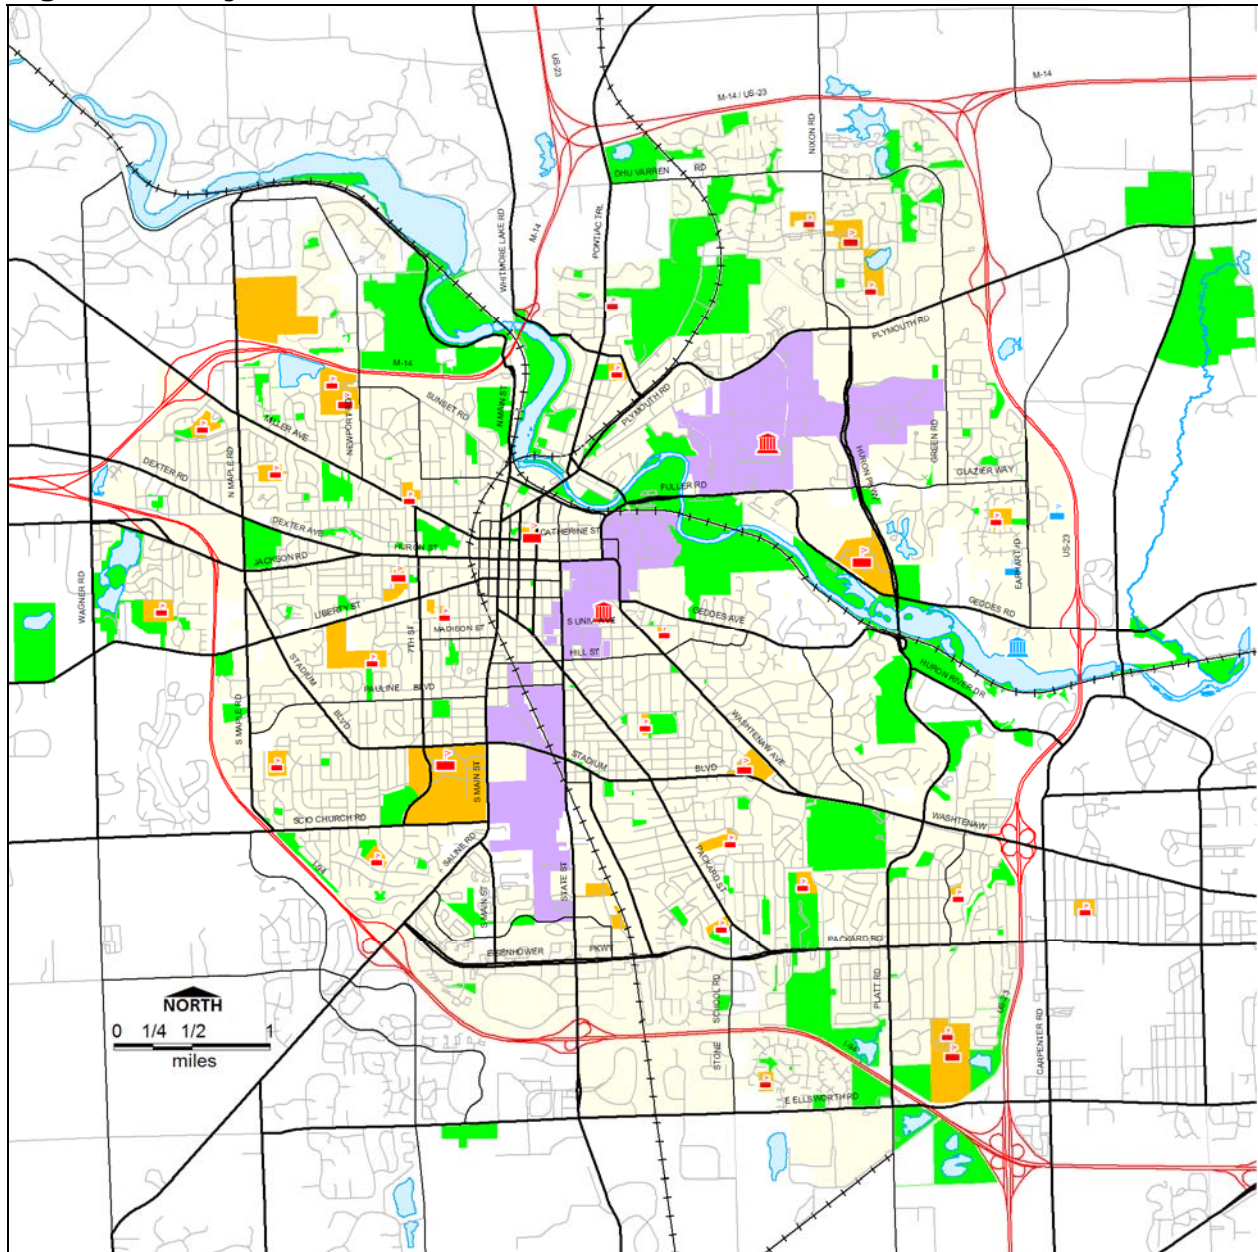 US-23
M-14
M-14 / US-23
NIXON RD
DHU VARREN RD
WHITMORE LAKE RD
M-14
PONTIAC TRL
PLYMOUTH RD
M-14
SUNSET RD
N MAIN ST
PLYMOUTH RD
MILLER AVE
NEWPORT
N MAPLE RD
DEXTER RD
HURON PKWY
GREEN RD
GLAZIER WAY
FULLER RD
DEXTER AVE
HURON ST
CATHERINE ST
JACKSON RD
US-23
EARHART
WAGNER RD
LIBERTY ST
7TH ST
MADISON ST
S UNIV AVE
GEDDES AVE
GEDDES RD
HILL ST
HURON RIVER DR
STADIUM
PAULINE BLVD
BLVD
S MAPLE RD
WASHTENAW AVE
STADIUM
BLVD
S MAIN ST
SCIO CHURCH RD
WASHTENAW
SALINE RD
PACKARD ST
I-94
STATE ST
S MAIN ST
EISENHOWER PKWY
PACKARD RD
PLATT RD
SCHOOL RD
STONE
US-23
CARPENTER RD
I-94
E ELLSWORTH RD
NORTH
0 1/4 1/2 1
miles